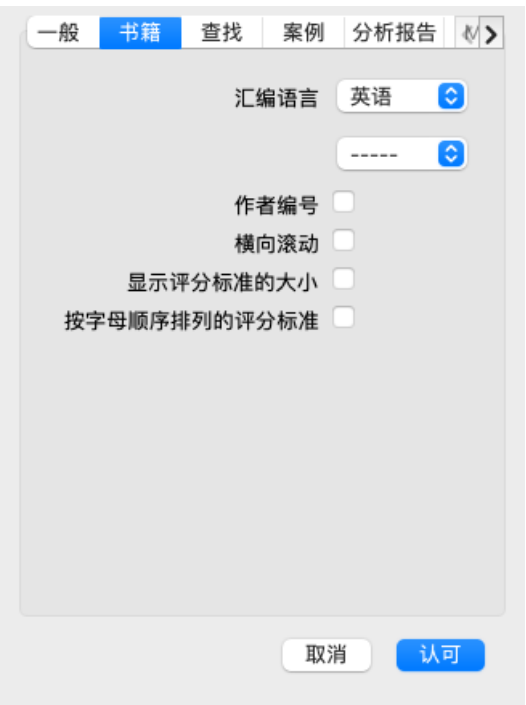 一般 书籍 查找 案例 分析报告
汇编语言 英语
-----
作者编号
横向滚动
显示评分标准的大小
按字母顺序排列的评分标准
取消 认可